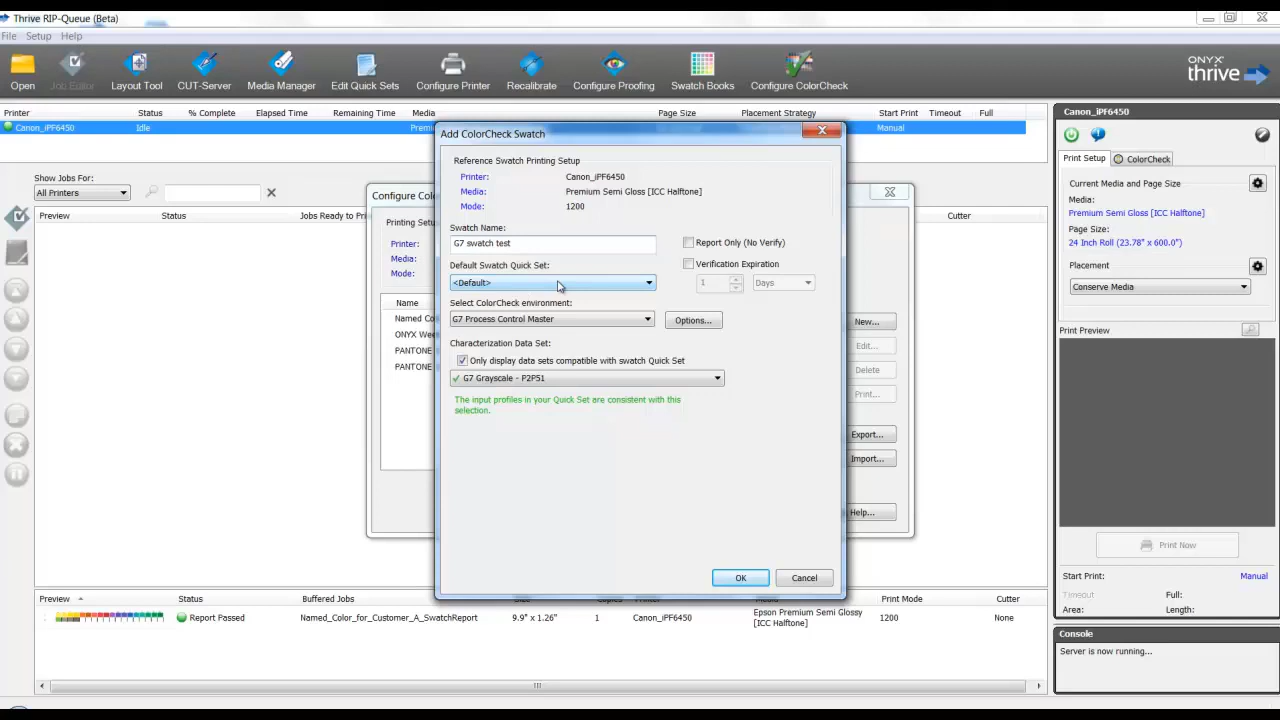 Thrive RIP-Queue (Beta)
File Setup Help
Open Job Editor Layout Tool CUT-Server Media Manager Edit Quick Sets Configure Printer Recalibrate Configure Proofing Swatch Books Configure ColorCheck
ONYX
thrive
Printer Status % Complete Elapsed Time Remaining Time Media Page Size Placement Strategy Start Print Timeout Full
Canon_iPF6450 Idle Premi Manual
Show Jobs For:
All Printers
Preview Status Jobs Ready to Pri Cutter
Configure Co
Printing Setu
Printer:
Media:
Mode:
Name
Named Co
ONYX Wee
PANTONE
PANTONE
New...
Edit...
Delete
Print...
Export...
Import...
Help...
Add ColorCheck Swatch
Reference Swatch Printing Setup
Printer: Canon_iPF6450
Media: Premium Semi Gloss [ICC Halftone]
Mode: 1200
Swatch Name:
G7 swatch test
Report Only (No Verify)
Default Swatch Quick Set:
Verification Expiration
<Default>
1 Days
Select ColorCheck environment:
G7 Process Control Master Options...
Characterization Data Set:
Only display data sets compatible with swatch Quick Set
G7 Grayscale - P2P51
The input profiles in your Quick Set are consistent with this
selection.
OK Cancel
Canon_iPF6450
Print Setup ColorCheck
Current Media and Page Size
Media:
Premium Semi Gloss [ICC Halftone]
Page Size:
24 Inch Roll (23.78" x 600.0")
Placement
Conserve Media
Print Preview
Print Now
Start Print: Manual
Timeout Full:
Area: Length:
Console
Server is now running...
Preview Status Buffered Jobs Size Copies Printer Media Print Mode Cutter
Report Passed Named_Color_for_Customer_A_SwatchReport 9.9" x 1.26" 1 Canon_iPF6450 Epson Premium Semi Glossy 1200 None
[ICC Halftone]